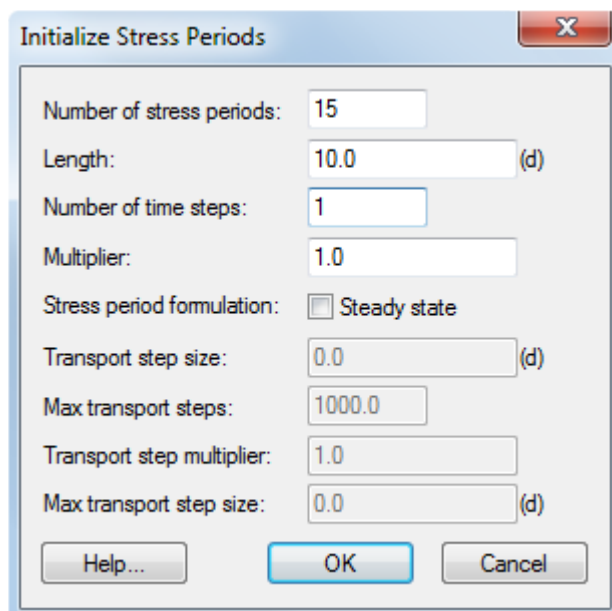 Initialize Stress Periods
Number of stress periods: 15
Length: 10.0 (d)
Number of time steps: 1
Multiplier: 1.0
Stress period formulation: Steady state
Transport step size: 0.0 (d)
Max transport steps: 1000.0
Transport step multiplier: 1.0
Max transport step size: 0.0 (d)
Help... OK Cancel